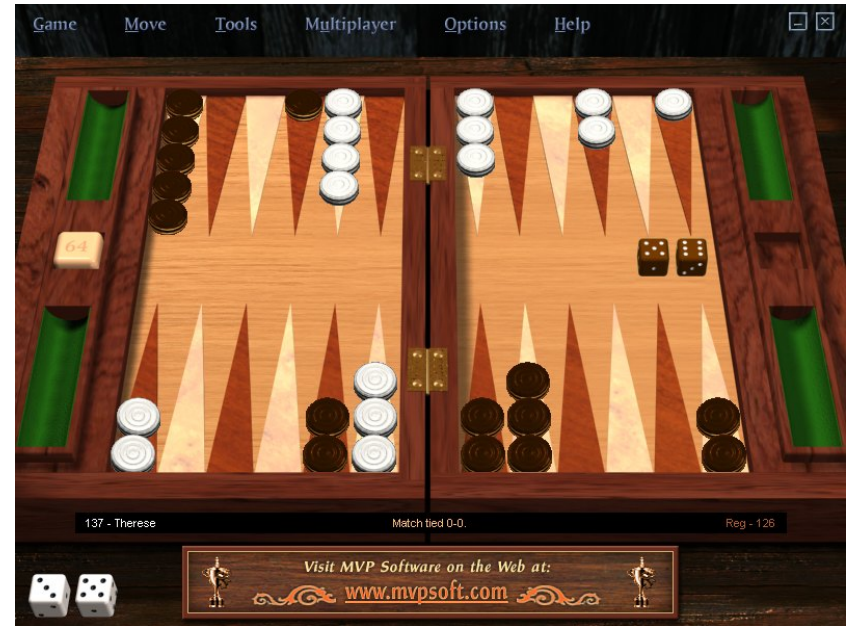 Game Move Tools Multiplayer Options Help
64
137 - Therese Match tied 0-0. Reg - 126
Visit MVP Software on the Web at:
www.mvpsoft.com